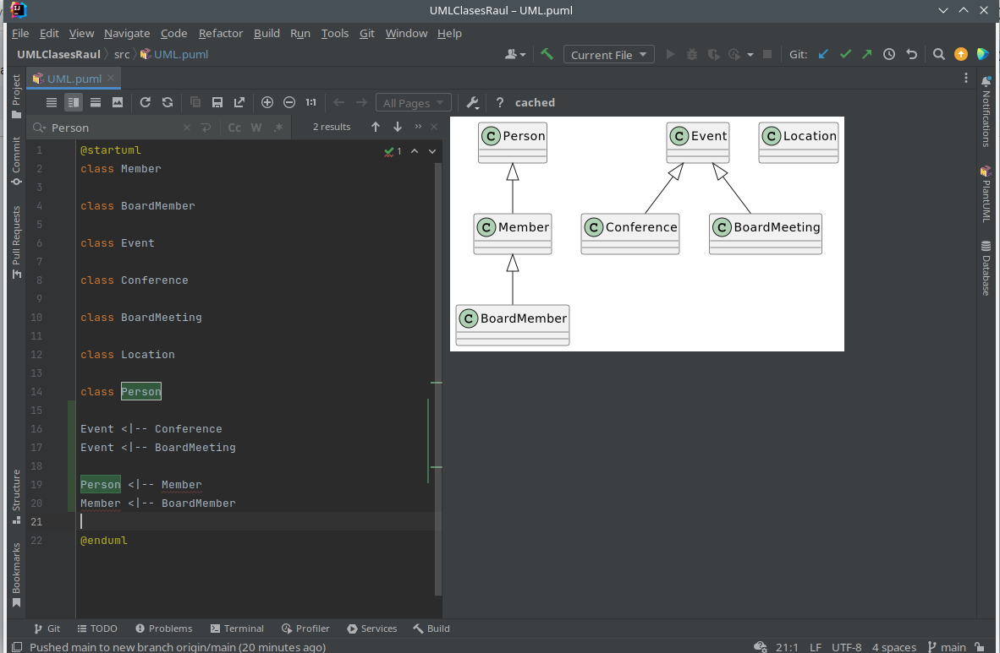 UMLClasesRaul – UML.puml
File Edit View Navigate Code Refactor Build Run Tools Git Window Help
UMLClasesRaul src UML.puml Current File Git:
UML.puml
1:1 All Pages ? cached
Person Cc W .* 2 results
1 @startuml
2 class Member
3
4 class BoardMember
5
6 class Event
7
8 class Conference
9
10 class BoardMeeting
11
12 class Location
13
14 class Person
15
16 Event <|-- Conference
17 Event <|-- BoardMeeting
18
19 Person <|-- Member
20 Member <|-- BoardMember
21
22 @enduml
1
C Person
C Event
C Location
C Member
C Conference
C BoardMeeting
C BoardMember
Project
Commit
Pull Requests
Structure
Bookmarks
Notifications
PlantUML
Database
Git TODO Problems Terminal Profiler Services Build
Pushed main to new branch origin/main (20 minutes ago) 21:1 LF UTF-8 4 spaces main